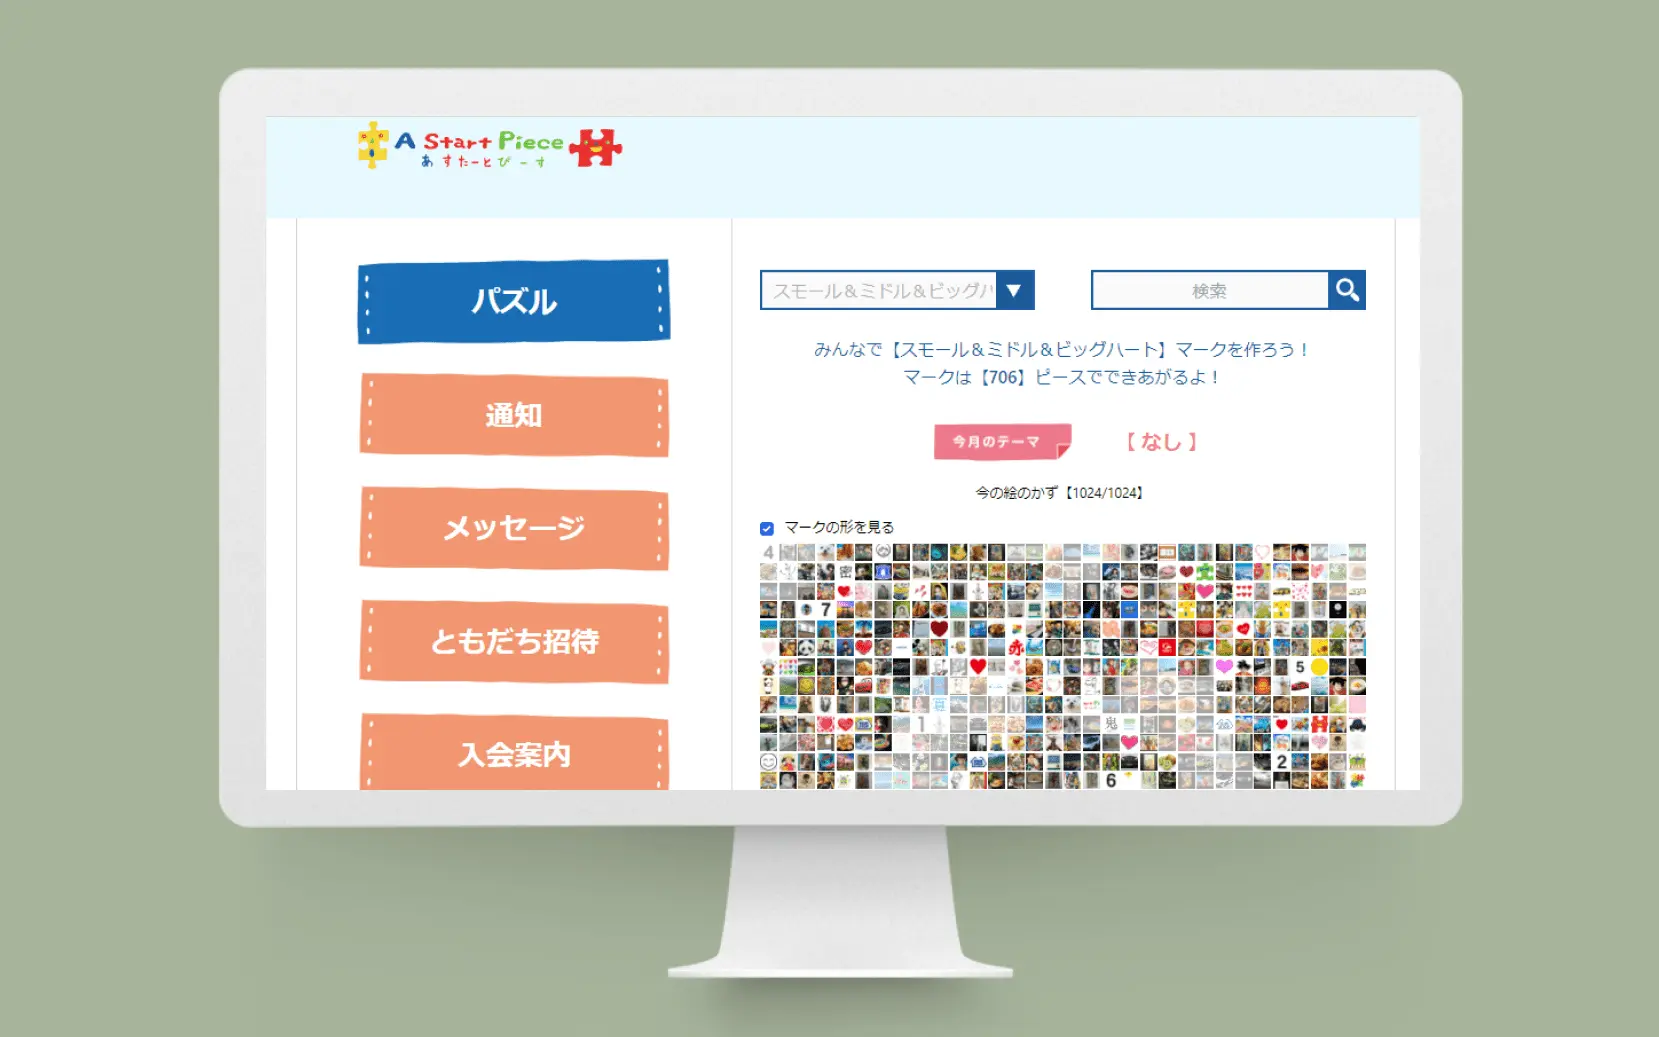 A Start Piece
あすたーとぴーす
パズル
通知
メッセージ
ともだち招待
入会案内
スモール＆ミドル＆ビッグハ
検索
みんなで【スモール＆ミドル＆ビッグハート】マークを作ろう！
マークは【706】ピースでできあがるよ！
今月のテーマ
【 なし 】
今の絵のかず【1024/1024】
マークの形を見る
4
7
赤
5
1
鬼
2
6